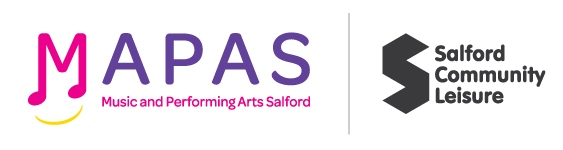 MAPAS
Music and Performing Arts Salford
Salford
Community
Leisure